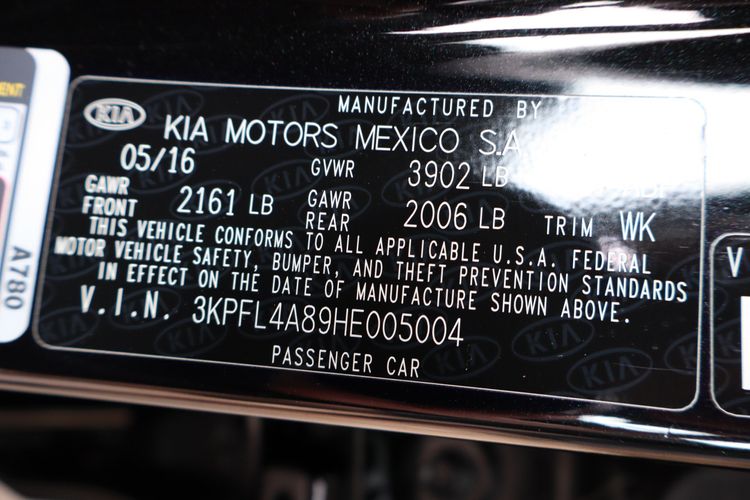 MANUFACTURED BY
KIA
KIA MOTORS MEXICO S.A
05/16 GVWR 3902 LB
GAWR FRONT 2161 LB GAWR REAR 2006 LB TRIM WK
THIS VEHICLE CONFORMS TO ALL APPLICABLE U.S.A. FEDERAL
MOTOR VEHICLE SAFETY, BUMPER, AND THEFT PREVENTION STANDARDS
IN EFFECT ON THE DATE OF MANUFACTURE SHOWN ABOVE.
V.I.N. 3KPFL4A89HE005004
PASSENGER CAR
A780
V